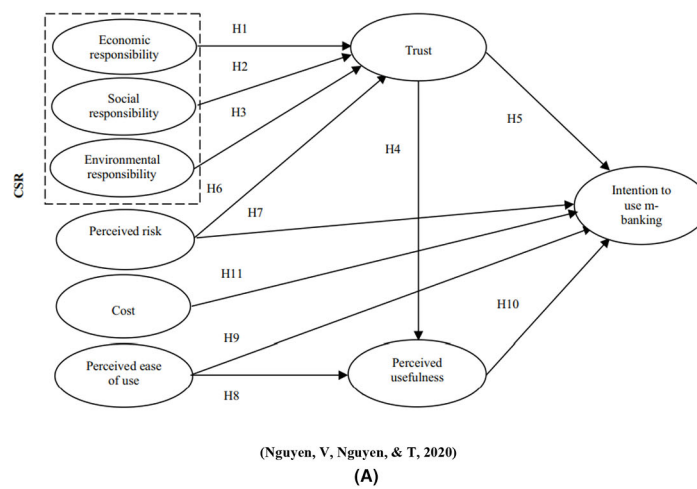 Economic
responsibility
H1
Trust
H2
Social
responsibility
H3
H5
H4
Environmental
responsibility
CSR
H6
Intention to
use m-
banking
H7
Perceived risk
H11
Cost
H10
H9
Perceived ease
of use
Perceived
usefulness
H8
(Nguyen, V, Nguyen, & T, 2020)
(A)